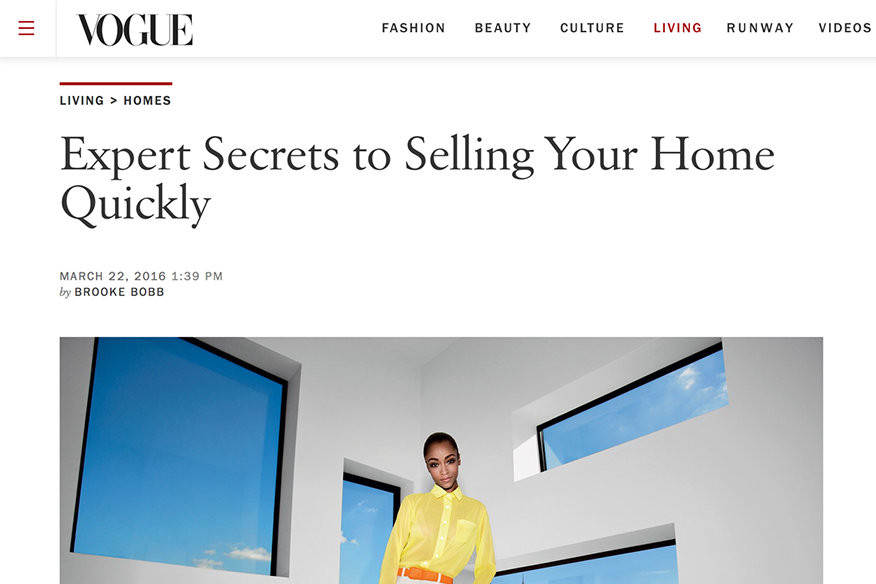 VOGUE
FASHION BEAUTY CULTURE LIVING RUNWAY VIDEOS
LIVING > HOMES
Expert Secrets to Selling Your Home
Quickly
MARCH 22, 2016 1:39 PM
by BROOKE BOBB